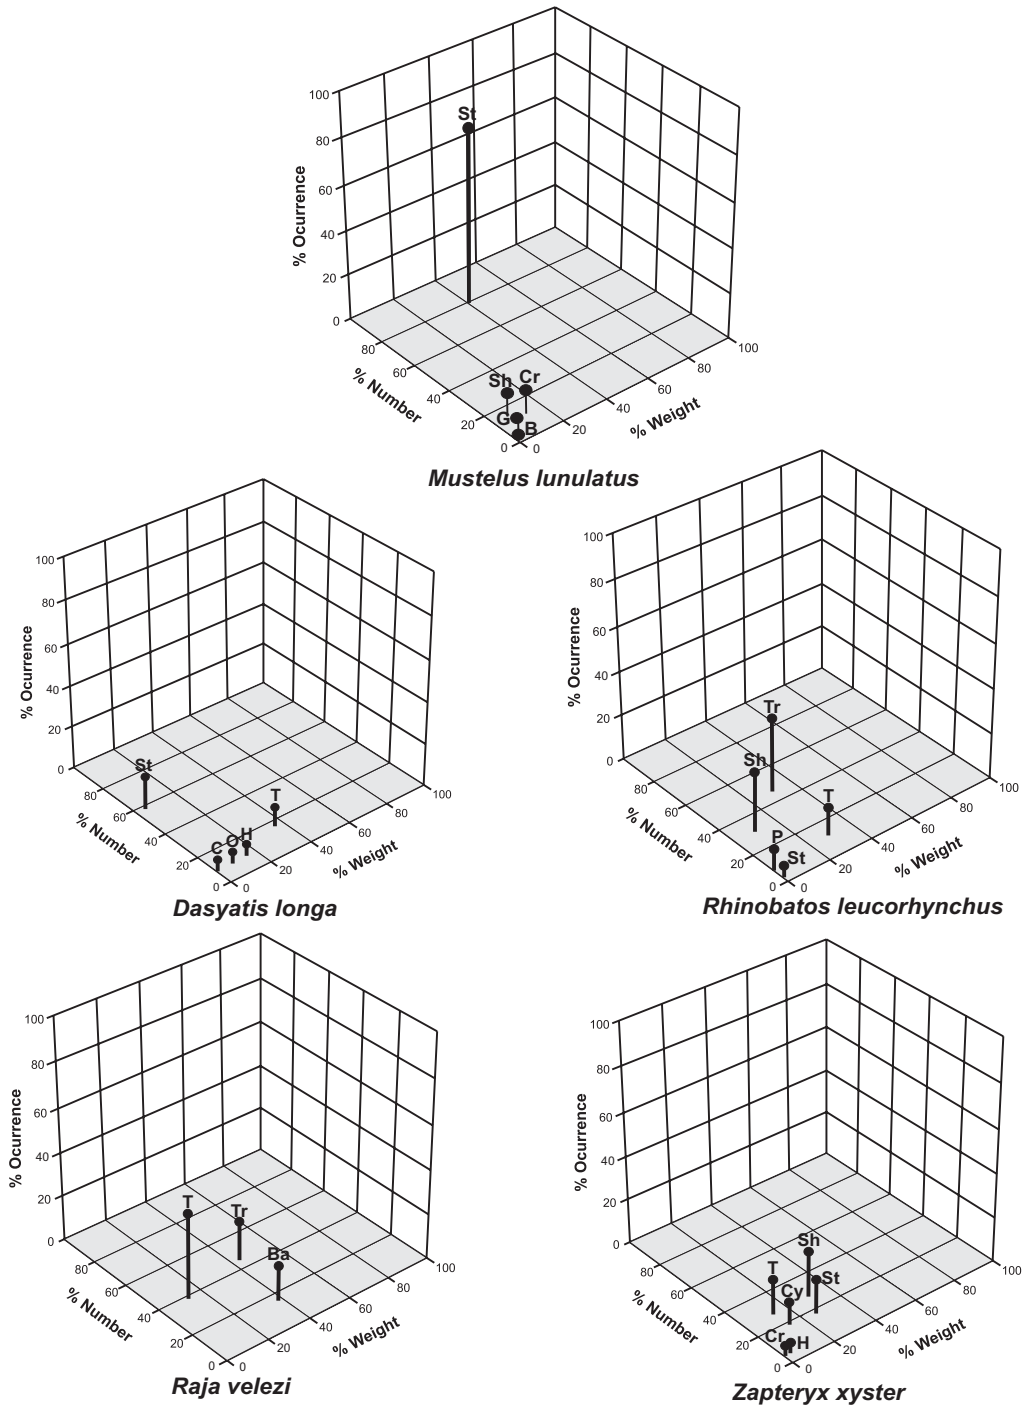 100
80
60
40
20
0
% Ocurrence
80
60
40
20
0
% Number
0
20
40
60
80
100
% Weight
St
Sh
Cr
G
B
Mustelus lunulatus
100
80
60
40
20
0
% Ocurrence
80
60
40
20
0
% Number
0
20
40
60
80
100
% Weight
St
T
C
O
H
Dasyatis longa
100
80
60
40
20
0
% Ocurrence
80
60
40
20
0
% Number
0
20
40
60
80
100
% Weight
Tr
Sh
T
P
St
Rhinobatos leucorhynchus
100
80
60
40
20
0
% Ocurrence
80
60
40
20
0
% Number
0
20
40
60
80
100
% Weight
T
Tr
Ba
Raja velezi
100
80
60
40
20
0
% Ocurrence
80
60
40
20
0
% Number
0
20
40
60
80
100
% Weight
Sh
T
St
Cy
Cr
H
Zapteryx xyster